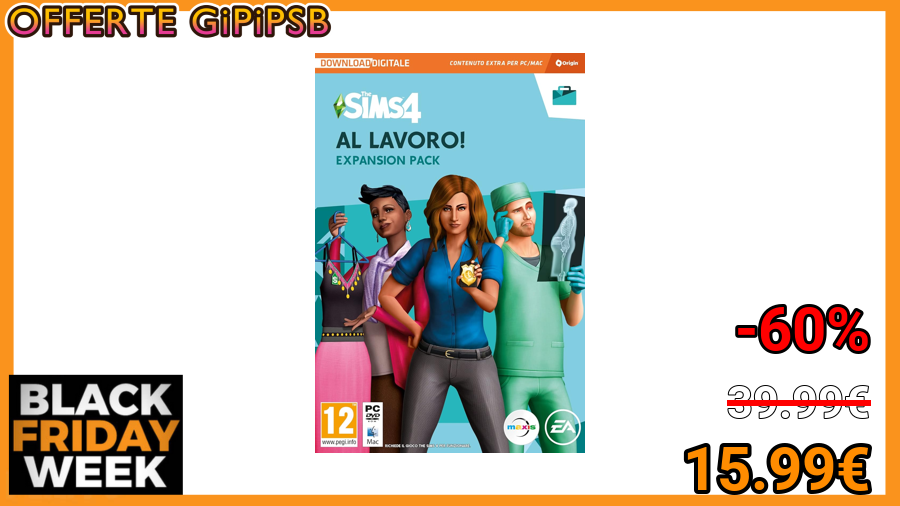 OFFERTE GiPiPSB
DOWNLOAD DIGITALE
CONTENUTO EXTRA PER PC/MAC
Origin
The
SiMS4
AL LAVORO!
EXPANSION PACK
12
www.pegi.info
PC
DVD
Mac
maxis
EA
BLACK
FRIDAY
WEEK
-60%
39.99€
15.99€